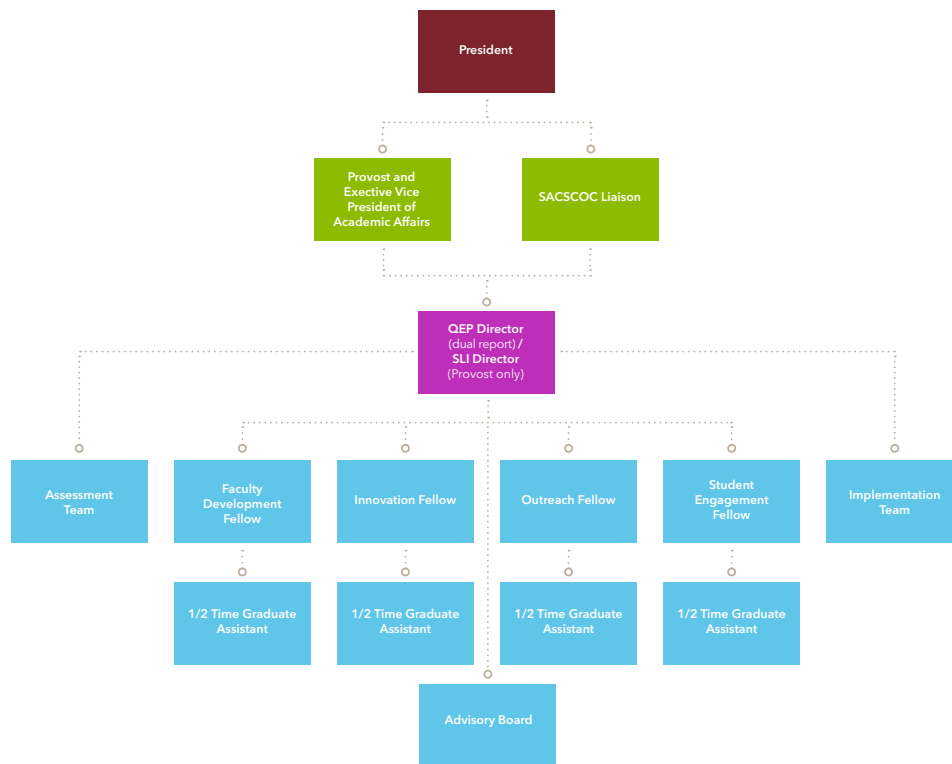 President
Provost and
Exective Vice
President of
Academic Affairs
SACSCOC Liaison
QEP Director
(dual report) /
SLI Director
(Provost only)
Assessment
Team
Faculty
Development
Fellow
Innovation Fellow
Outreach Fellow
Student
Engagement
Fellow
Implementation
Team
1/2 Time Graduate
Assistant
1/2 Time Graduate
Assistant
1/2 Time Graduate
Assistant
1/2 Time Graduate
Assistant
Advisory Board